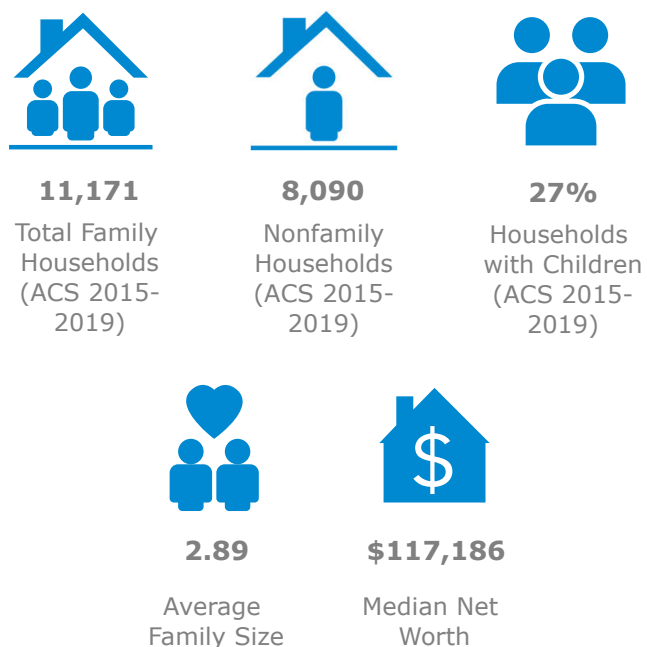 11,171
Total Family
Households
(ACS 2015-
2019)
8,090
Nonfamily
Households
(ACS 2015-
2019)
27%
Households
with Children
(ACS 2015-
2019)
2.89
Average
Family Size
$
$117,186
Median Net
Worth